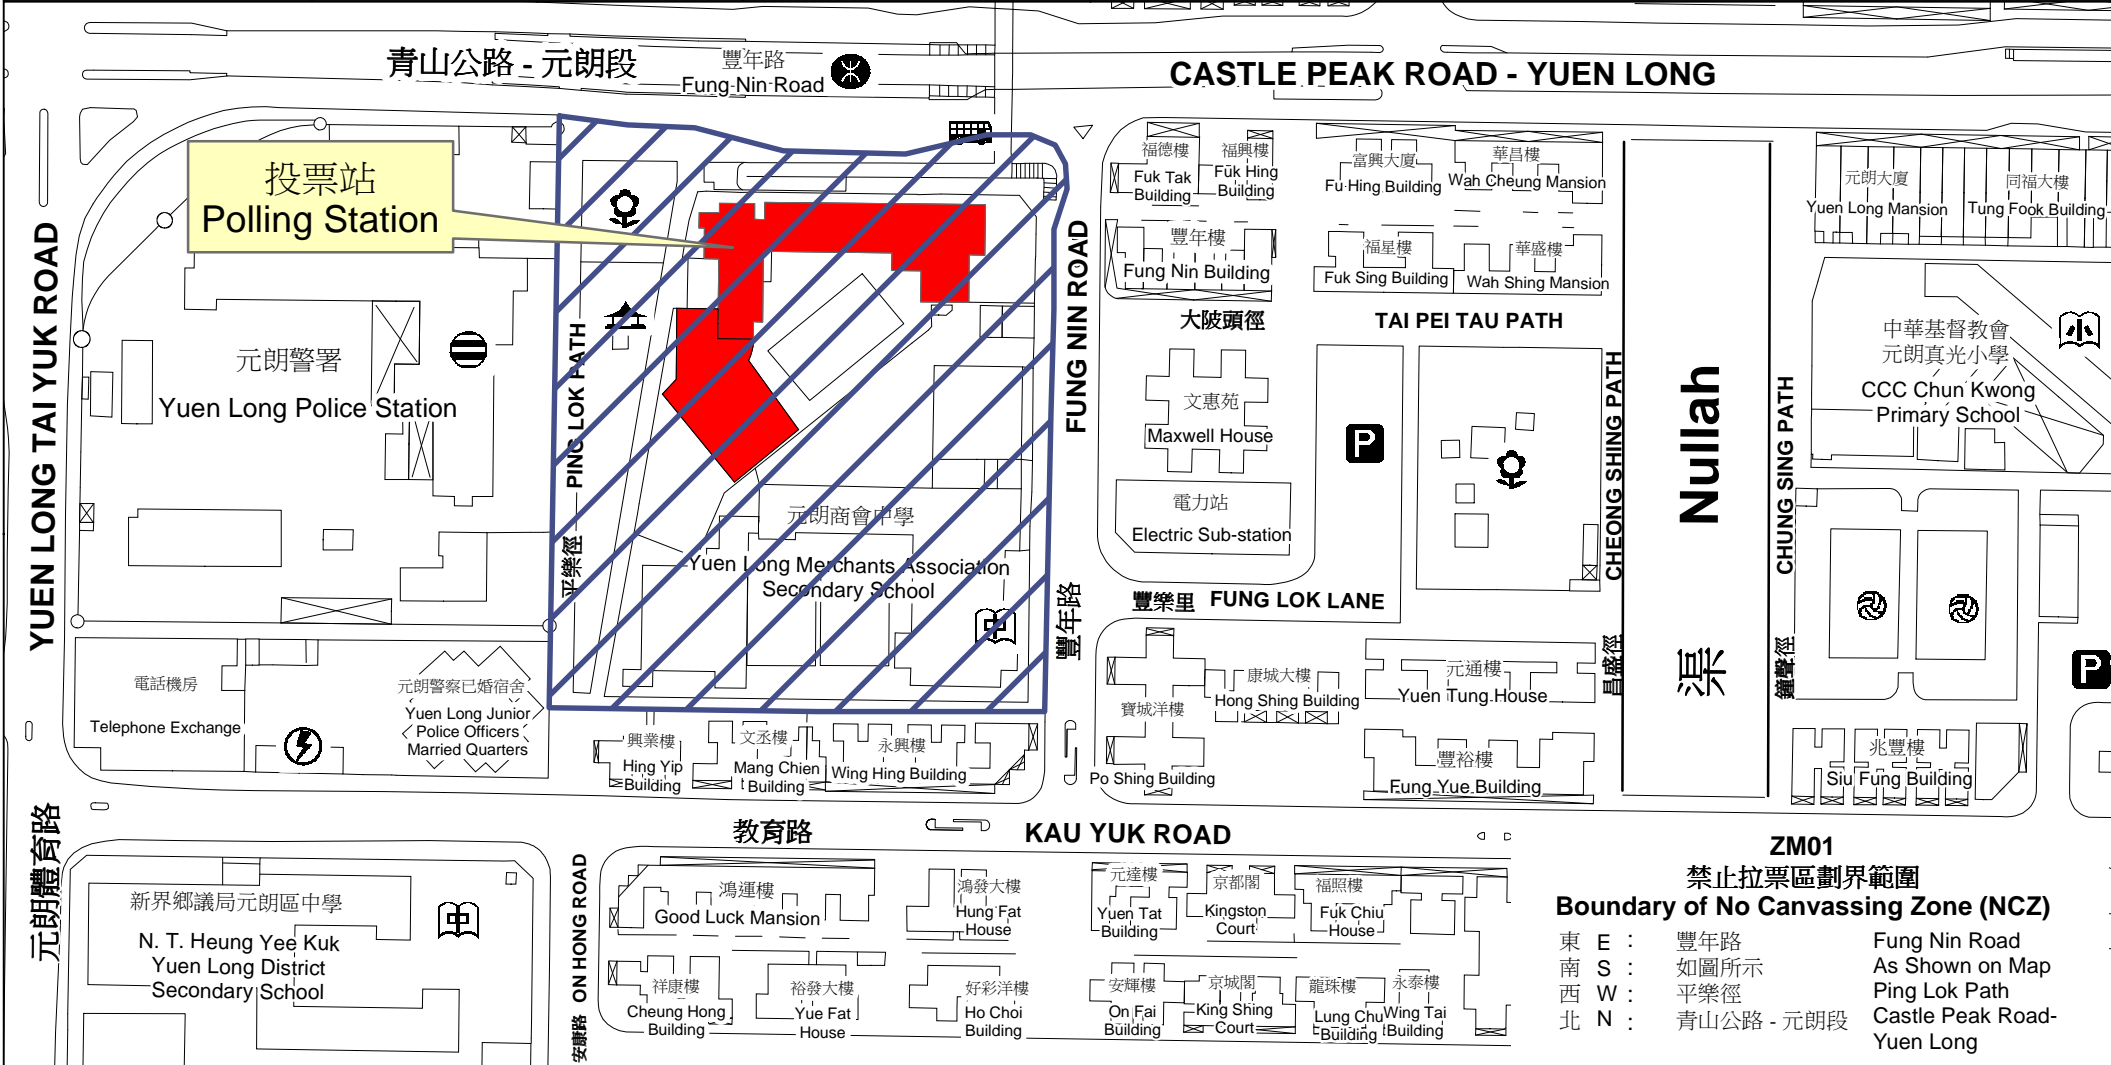 青山公路 - 元朗段
豐年路
Fung Nin Road
CASTLE PEAK ROAD - YUEN LONG
投票站
Polling Station
福德樓
Fuk Tak
Building
福興樓
Fuk Hing
Building
富興大廈
Fu Hing Building
華昌樓
Wah Cheung Mansion
元朗大廈
Yuen Long Mansion
同福大樓
Tung Fook Building
豐年樓
Fung Nin Building
福星樓
Fuk Sing Building
華盛樓
Wah Shing Mansion
大陂頭徑
TAI PEI TAU PATH
YUEN LONG TAI YUK ROAD
元朗體育路
元朗警署
Yuen Long Police Station
PING LOK PATH
平樂徑
FUNG NIN ROAD
豐年路
文惠苑
Maxwell House
P
電力站
Electric Sub-station
CHEONG SHING PATH
昌盛徑
Nullah
渠
CHUNG SING PATH
鐘聲徑
中華基督教會
元朗真光小學
CCC Chun Kwong
Primary School
小
元朗商會中學
Yuen Long Merchants Association
Secondary School
中
豐樂里 FUNG LOK LANE
電話機房
Telephone Exchange
元朗警察已婚宿舍
Yuen Long Junior
Police Officers
Married Quarters
興業樓
Hing Yip
Building
文丞樓
Mang Chien
Building
永興樓
Wing Hing Building
寶城洋樓
Po Shing Building
康城大樓
Hong Shing Building
元通樓
Yuen Tung House
豐裕樓
Fung Yue Building
兆豐樓
Siu Fung Building
P
教育路
KAU YUK ROAD
新界鄉議局元朗區中學
N. T. Heung Yee Kuk
Yuen Long District
Secondary School
中
安康路 ON HONG ROAD
鴻運樓
Good Luck Mansion
鴻發大樓
Hung Fat
House
元達樓
Yuen Tat
Building
京都閣
Kingston
Court
福照樓
Fuk Chiu
House
祥康樓
Cheung Hong
Building
裕發大樓
Yue Fat
House
好彩洋樓
Ho Choi
Building
安輝樓
On Fai
Building
京城閣
King Shing
Court
龍珠樓
Lung Chu
Building
永泰樓
Wing Tai
Building
ZM01
禁止拉票區劃界範圍
Boundary of No Canvassing Zone (NCZ)
東 E : 豐年路 Fung Nin Road
南 S : 如圖所示 As Shown on Map
西 W : 平樂徑 Ping Lok Path
北 N : 青山公路 - 元朗段 Castle Peak Road-
Yuen Long